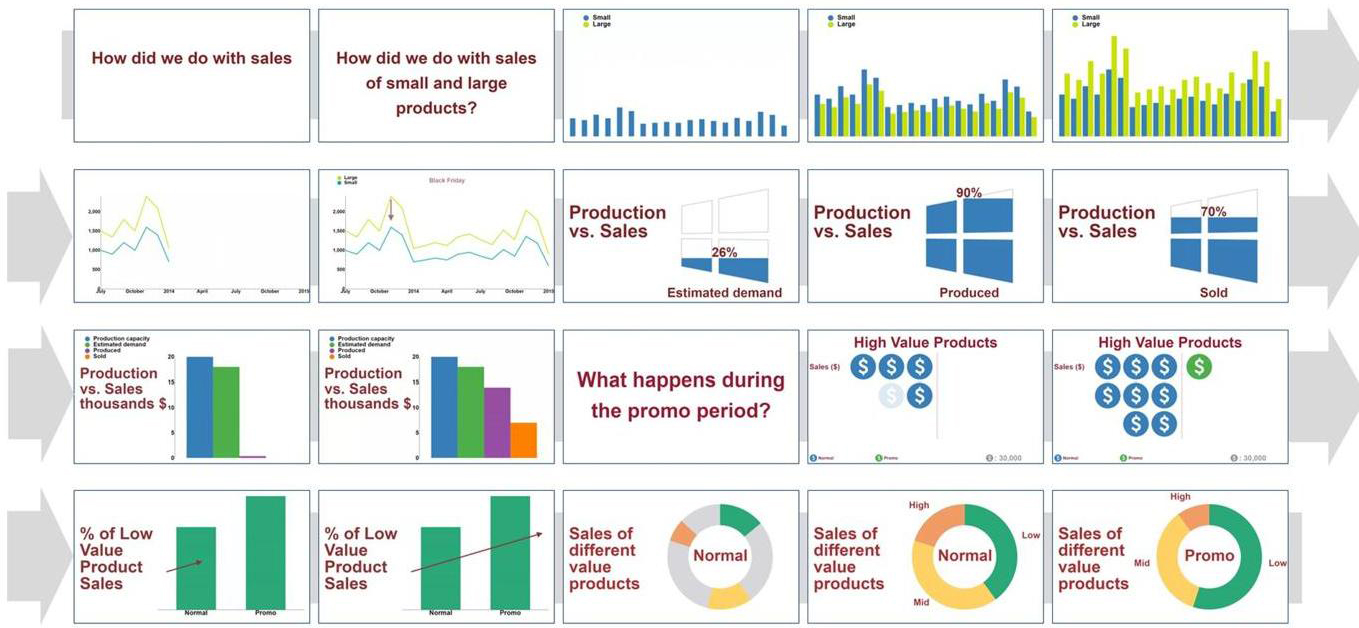 How did we do with sales
How did we do with sales
of small and large
products?
Small
Large
Small
Large
Small
Large
2,000
1,500
1,000
500
0
July
October
2014
April
July
October
2015
Large
Small
Black Friday
2,000
1,500
1,000
500
0
July
October
2014
April
July
October
2015
Production
vs. Sales
26%
Estimated demand
Production
vs. Sales
90%
Produced
Production
vs. Sales
70%
Sold
Production capacity
Estimated demand
Produced
Sold
Production
vs. Sales
thousands $
20
15
10
5
0
Production capacity
Estimated demand
Produced
Sold
Production
vs. Sales
thousands $
20
15
10
5
0
What happens during
the promo period?
High Value Products
Sales ($)
$ $ $
$ $
$ Normal
$ Promo
$ : 30,000
High Value Products
Sales ($)
$ $ $ $
$ $ $
$ $
$ Normal
$ Promo
$ : 30,000
% of Low
Value
Product
Sales
Normal
Promo
% of Low
Value
Product
Sales
Normal
Promo
Sales of
different
value
products
Normal
Sales of
different
value
products
High
Low
Normal
Mid
Sales of
different
value
products
High
Mid
Promo
Low